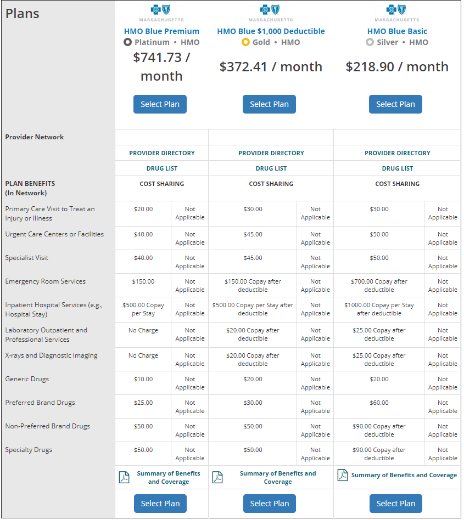 Plans
MASSACHUSETTS MASSACHUSETTS MASSACHUSETTS
HMO Blue Premium HMO Blue $1,000 Deductible HMO Blue Basic
Platinum • HMO Gold • HMO Silver • HMO
$741.73 / month $372.41 / month $218.90 / month
Select Plan Select Plan Select Plan
Provider Network
PROVIDER DIRECTORY PROVIDER DIRECTORY PROVIDER DIRECTORY
DRUG LIST DRUG LIST DRUG LIST
PLAN BENEFITS (In Network) COST SHARING COST SHARING COST SHARING
Primary Care Visit to Treat an Injury or Illness $20.00 Not Applicable $30.00 Not Applicable $30.00 Not Applicable
Urgent Care Centers or Facilities $40.00 Not Applicable $45.00 Not Applicable $50.00 Not Applicable
Specialist Visit $40.00 Not Applicable $45.00 Not Applicable $50.00 Not Applicable
Emergency Room Services $150.00 Not Applicable $150.00 Copay after deductible Not Applicable $700.00 Copay after deductible Not Applicable
Inpatient Hospital Services (e.g., Hospital Stay) $500.00 Copay per Stay Not Applicable $500.00 Copay per Stay after deductible Not Applicable $1000.00 Copay per Stay after deductible Not Applicable
Laboratory Outpatient and Professional Services No Charge Not Applicable $20.00 Copay after deductible Not Applicable $25.00 Copay after deductible Not Applicable
X-rays and Diagnostic Imaging No Charge Not Applicable $20.00 Copay after deductible Not Applicable $25.00 Copay after deductible Not Applicable
Generic Drugs $10.00 Not Applicable $20.00 Not Applicable $20.00 Not Applicable
Preferred Brand Drugs $25.00 Not Applicable $30.00 Not Applicable $60.00 Not Applicable
Non-Preferred Brand Drugs $50.00 Not Applicable $50.00 Not Applicable $90.00 Copay after deductible Not Applicable
Specialty Drugs $50.00 Not Applicable $50.00 Not Applicable $90.00 Copay after deductible Not Applicable
Summary of Benefits and Coverage Summary of Benefits and Coverage Summary of Benefits and Coverage
Select Plan Select Plan Select Plan